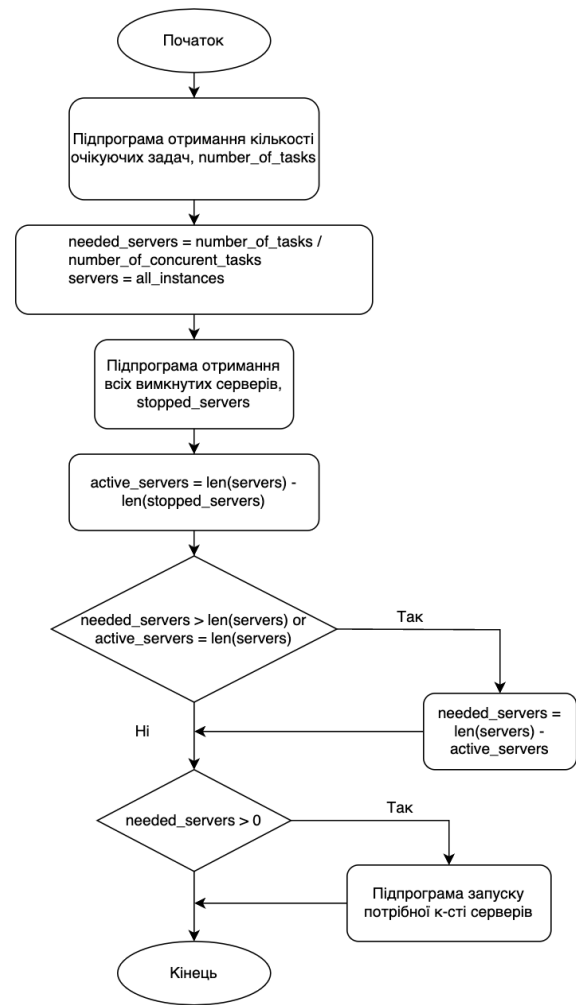 Початок
Підпрограма отримання кількості
очікуючих задач, number_of_tasks
needed_servers = number_of_tasks /
number_of_concurent_tasks
servers = all_instances
Підпрограма отримання
всіх вимкнутих серверів,
stopped_servers
active_servers = len(servers) -
len(stopped_servers)
needed_servers > len(servers) or
active_servers = len(servers)
Так
needed_servers =
len(servers) -
active_servers
Ні
needed_servers > 0
Так
Підпрограма запуску
потрібної к-сті серверів
Кінець